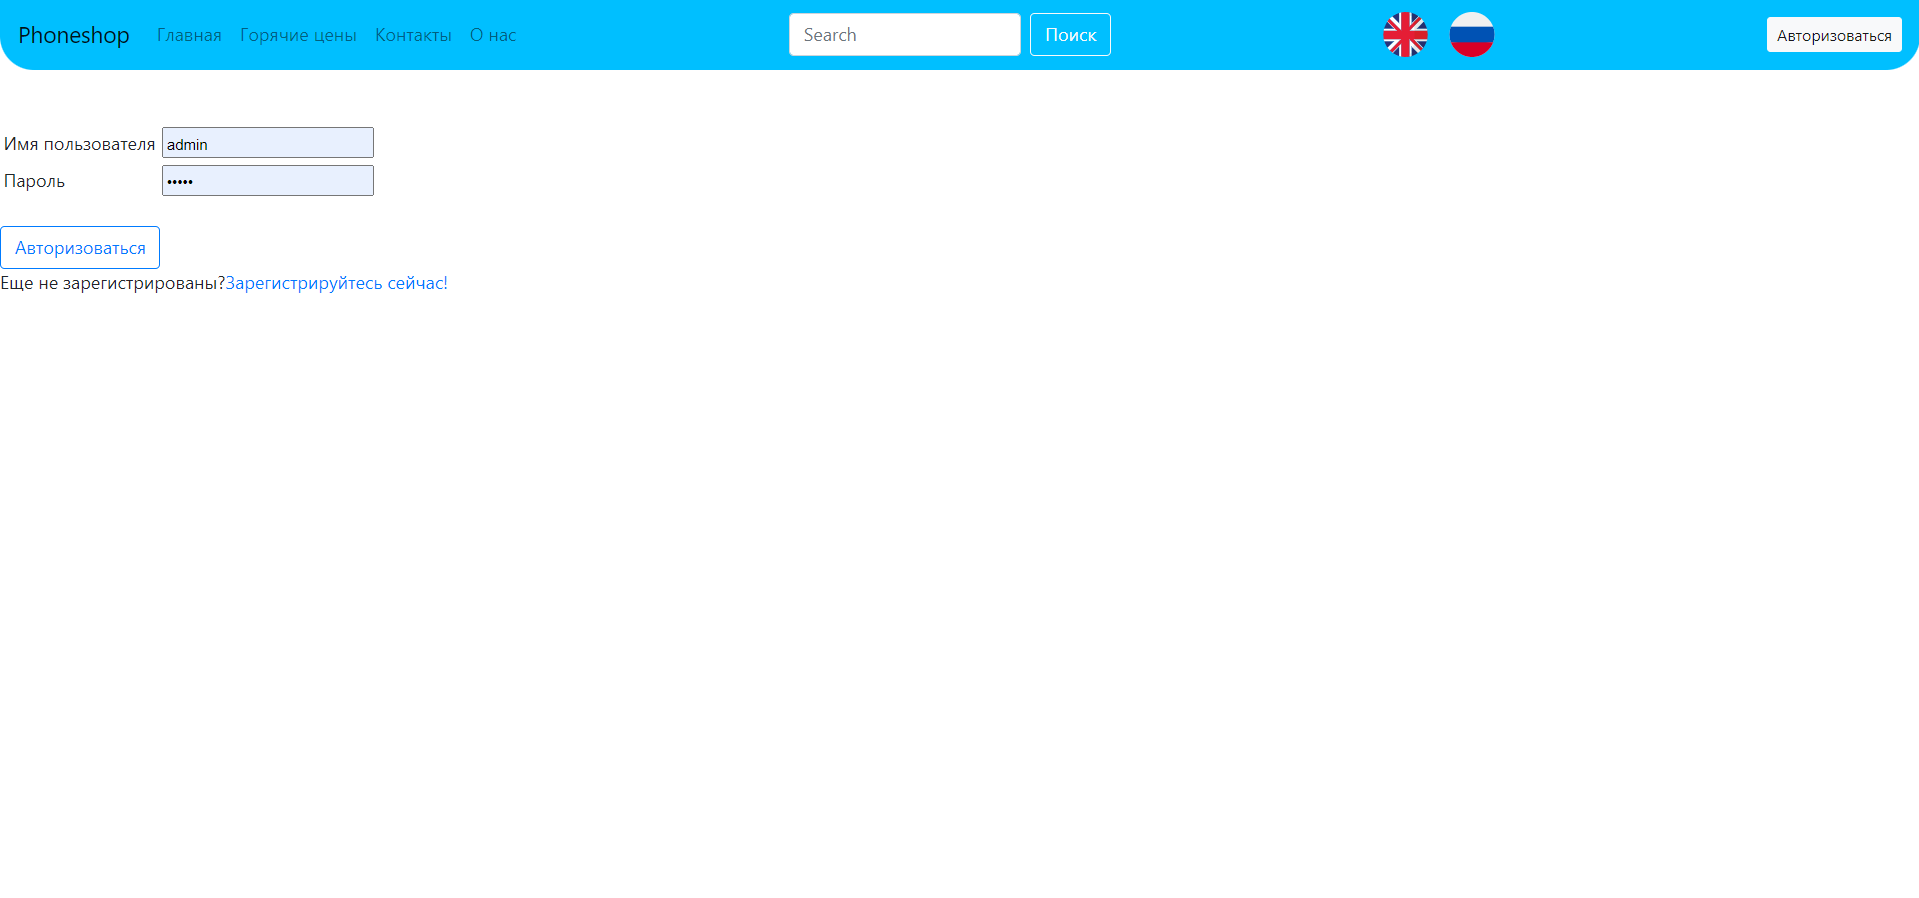 Phoneshop Главная Горячие цены Контакты О нас Search Поиск Авторизоваться
Имя пользователя admin
Пароль •••••
Авторизоваться
Еще не зарегистрированы?Зарегистрируйтесь сейчас!